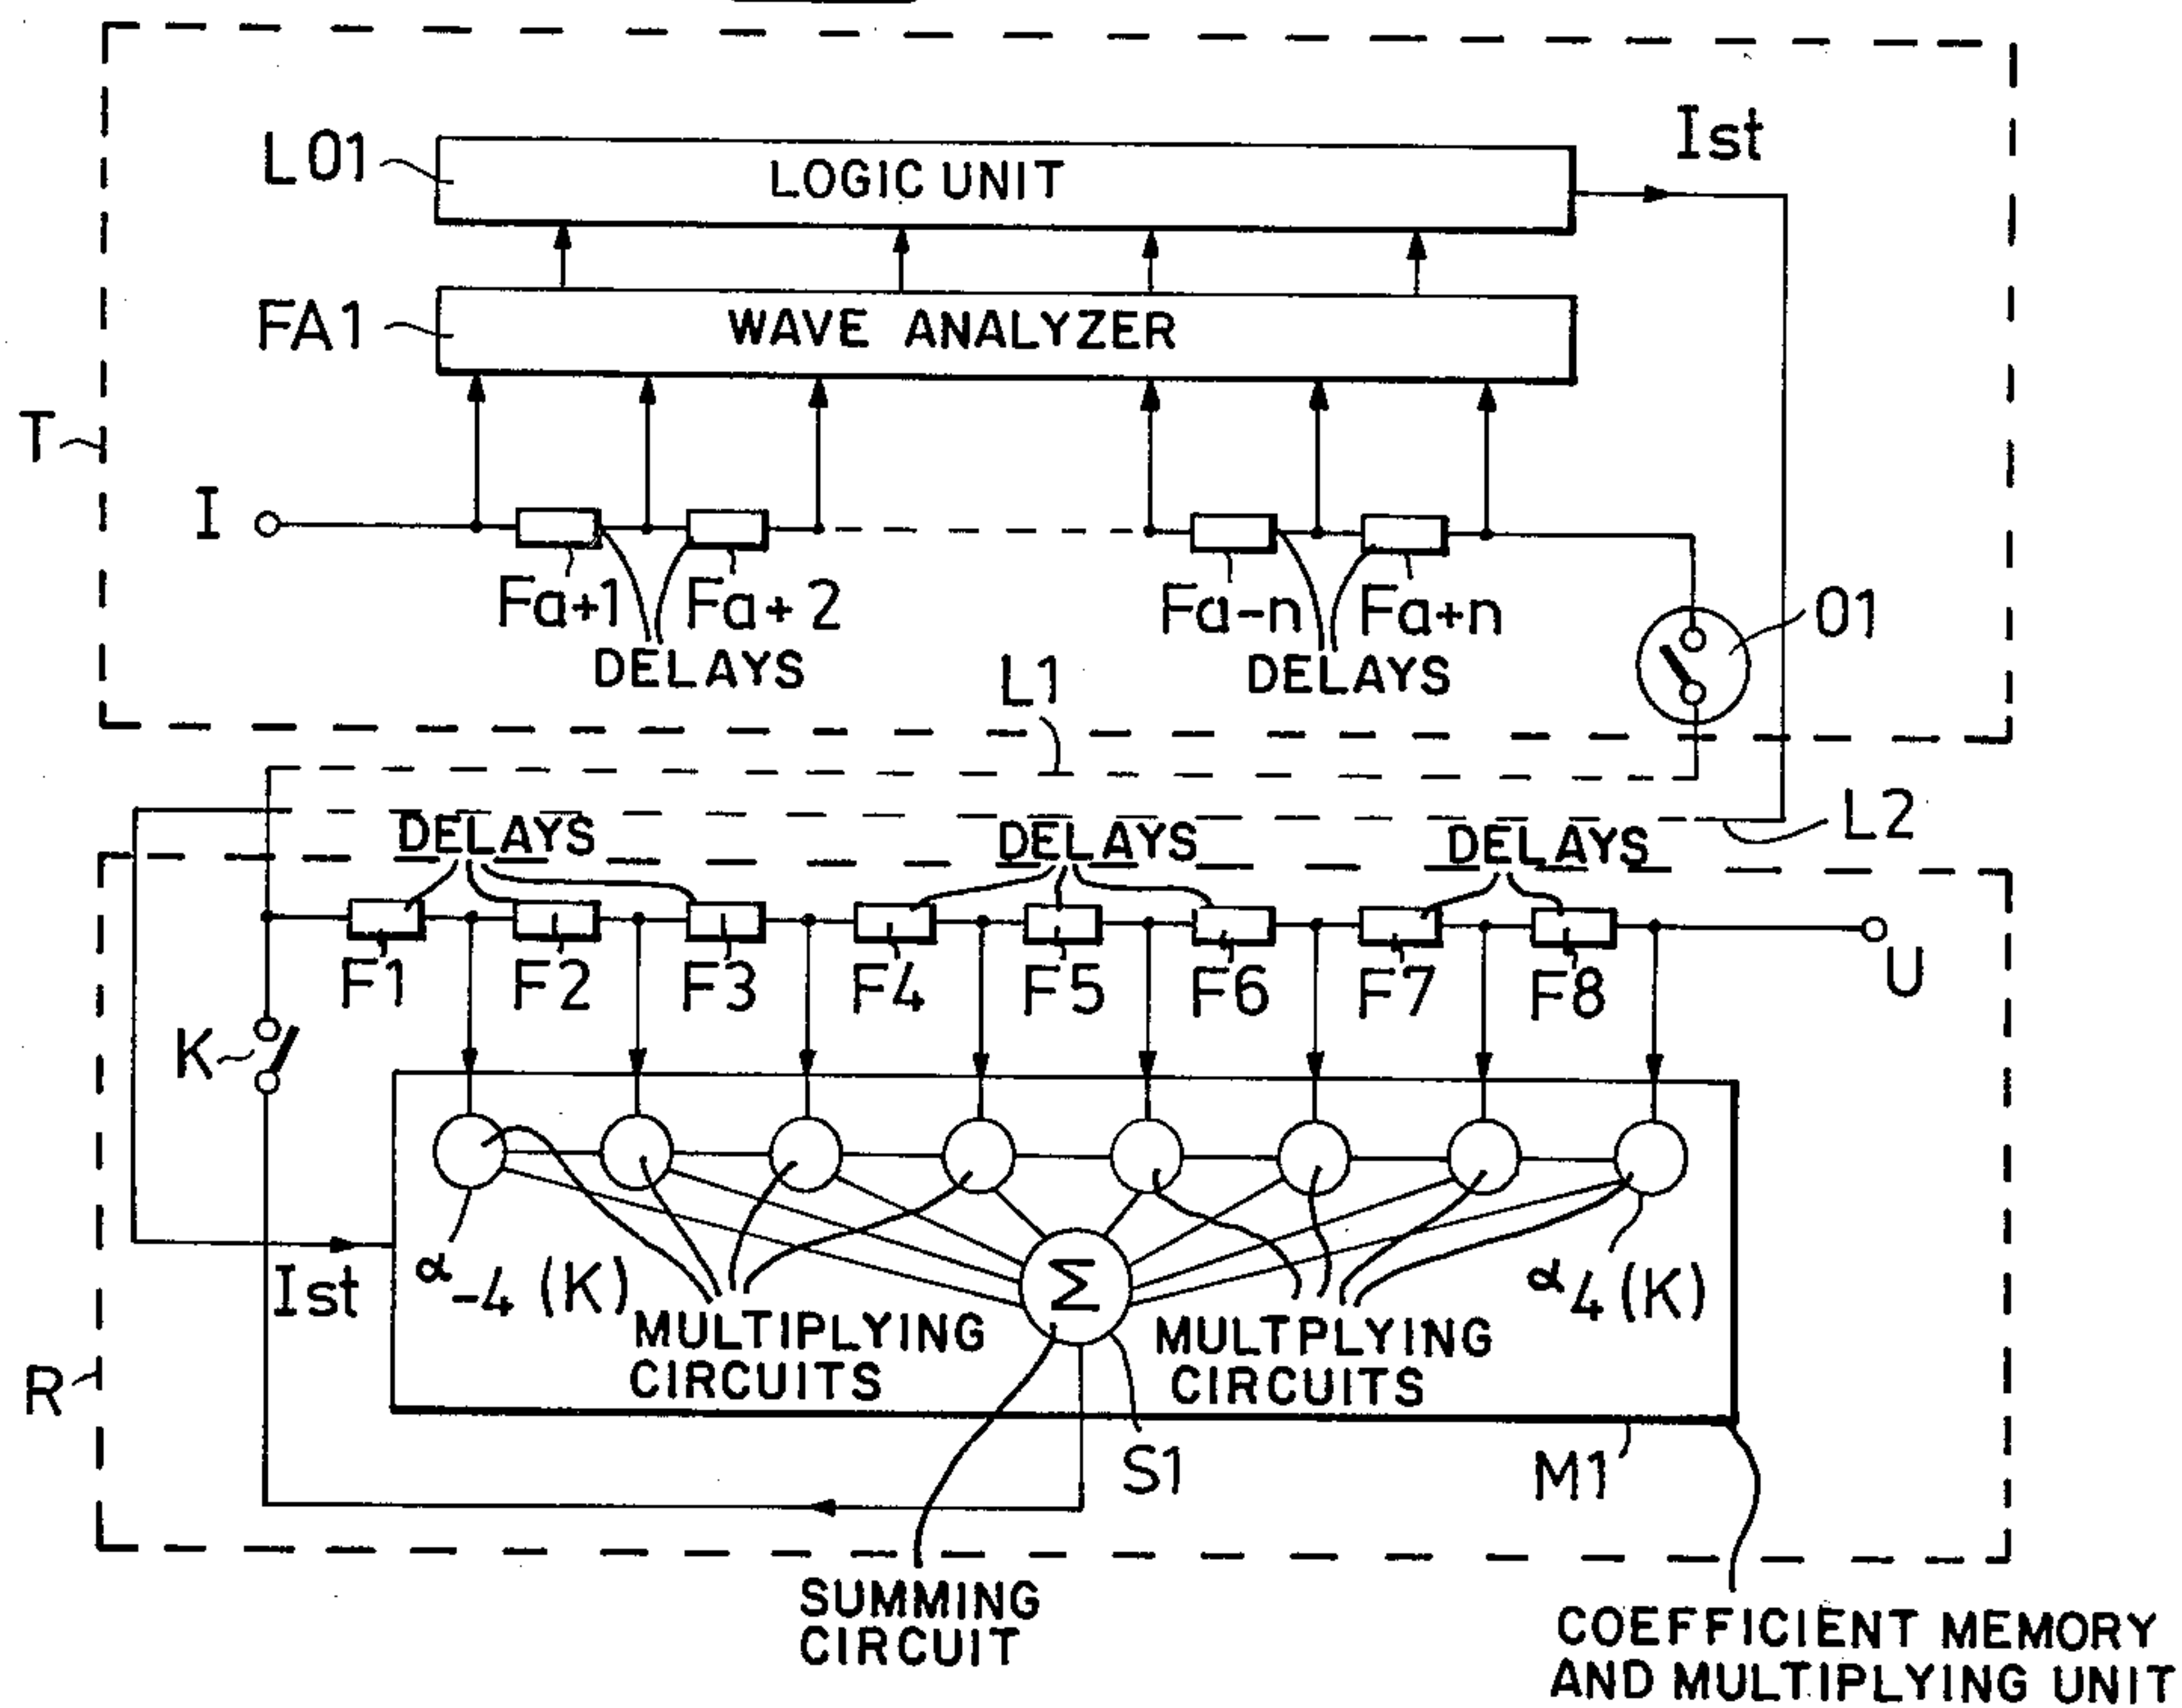 Ist
L01
LOGIC UNIT
FA1
WAVE ANALYZER
T
I
Fa+1
Fa+2
Fa-n
Fa+n
01
DELAYS
DELAYS
L1
L2
DELAYS
DELAYS
DELAYS
F1
F2
F3
F4
F5
F6
F7
F8
U
K
Ist
α-4 (K)
Σ
α4 (K)
MULTIPLYING
CIRCUITS
MULTPLYING
CIRCUITS
R
S1
M1
SUMMING
CIRCUIT
COEFFICIENT MEMORY
AND MULTIPLYING UNIT